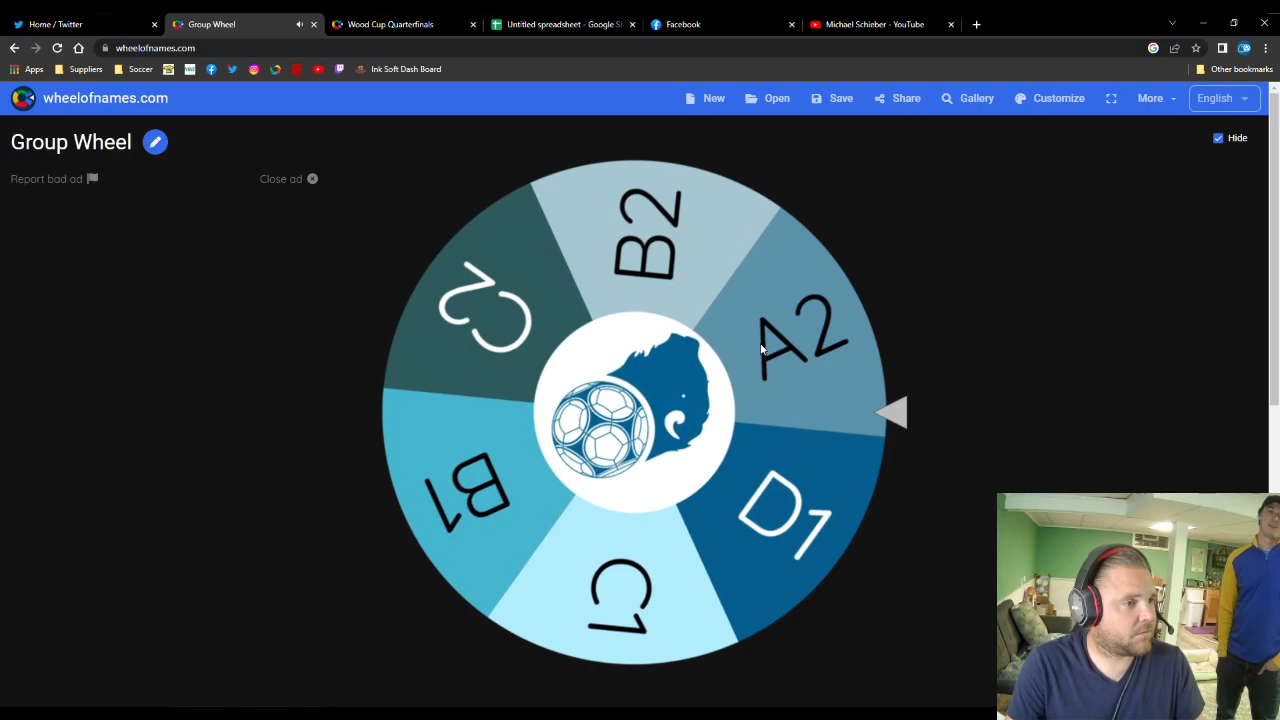 Home / Twitter
Group Wheel
Wood Cup Quarterfinals
Untitled spreadsheet - Google Sh
Facebook
Michael Schieber - YouTube
wheelofnames.com
Apps
Suppliers
Soccer
Ink Soft Dash Board
Other bookmarks
wheelofnames.com
New
Open
Save
Share
Gallery
Customize
More
English
Group Wheel
Hide
Report bad ad
Close ad
B2
A2
C2
B1
D1
C1